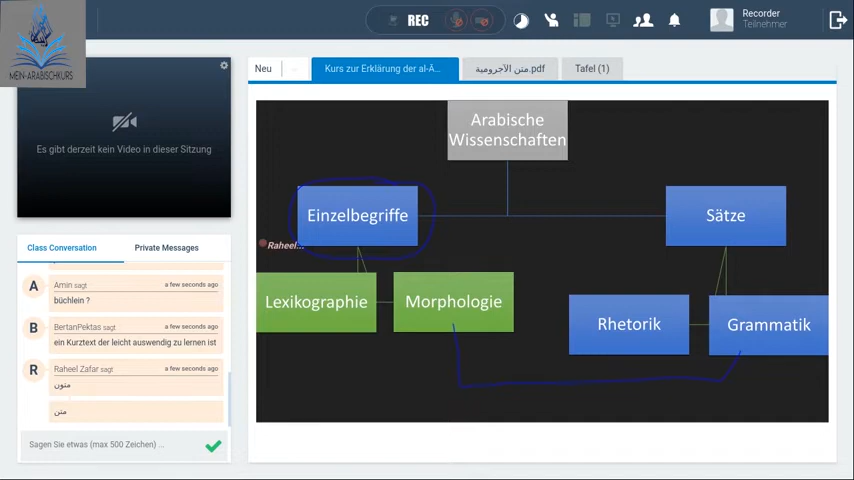 REC
Recorder
Teilnehmer
MEIN-ARABISCHKURS
Neu
Kurs zur Erklärung der al-Ā...
متن الآجرومية.pdf
Tafel (1)
Es gibt derzeit kein Video in dieser Sitzung
Arabische
Wissenschaften
Einzelbegriffe
Sätze
Raheel...
Lexikographie
Morphologie
Rhetorik
Grammatik
Class Conversation
Private Messages
A
Amin sagt
a few seconds ago
büchlein ?
B
BertanPektas sagt
a few seconds ago
ein Kurztext der leicht auswendig zu lernen ist
R
Raheel Zafar sagt
a few seconds ago
متون
متن
Sagen Sie etwas (max 500 Zeichen) ...